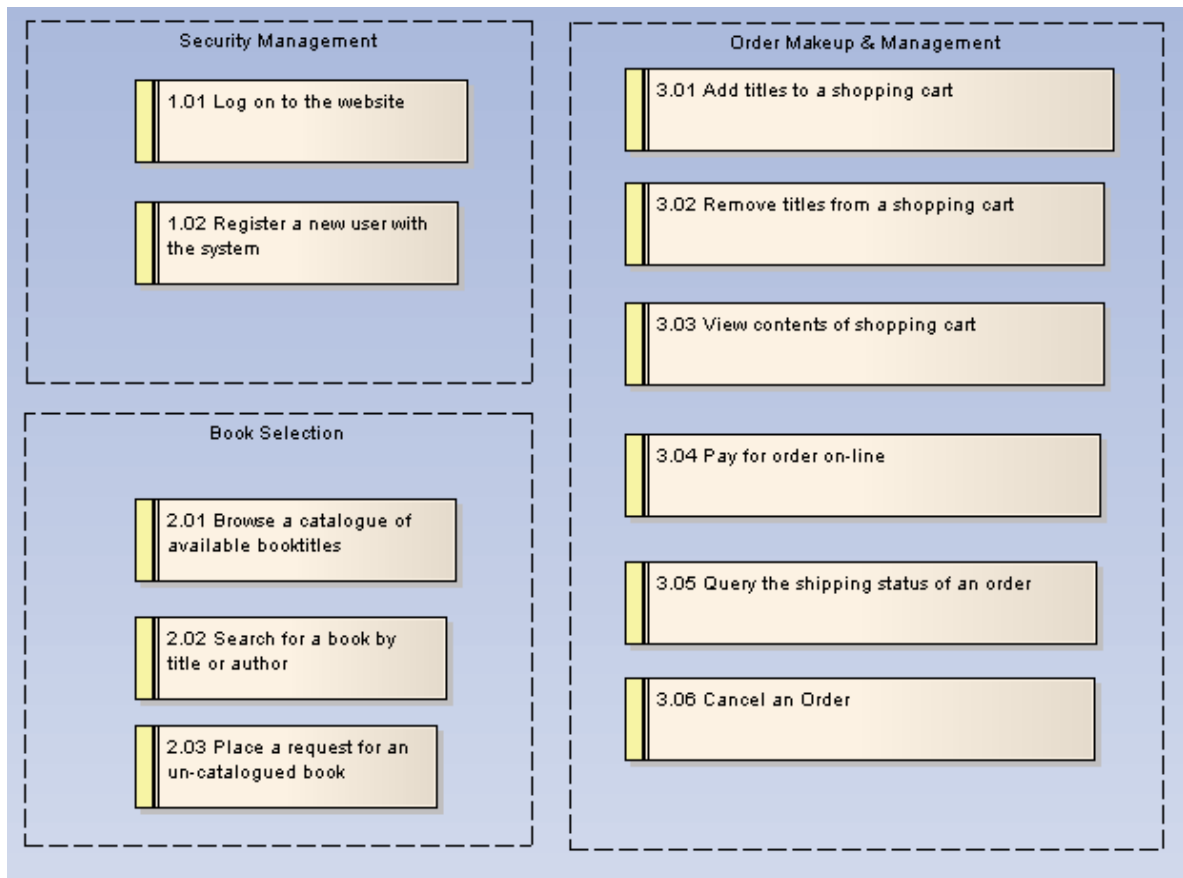 Security Management
1.01 Log on to the website
1.02 Register a new user with
the system
Book Selection
2.01 Browse a catalogue of
available booktitles
2.02 Search for a book by
title or author
2.03 Place a request for an
un-catalogued book
Order Makeup & Management
3.01 Add titles to a shopping cart
3.02 Remove titles from a shopping cart
3.03 View contents of shopping cart
3.04 Pay for order on-line
3.05 Query the shipping status of an order
3.06 Cancel an Order